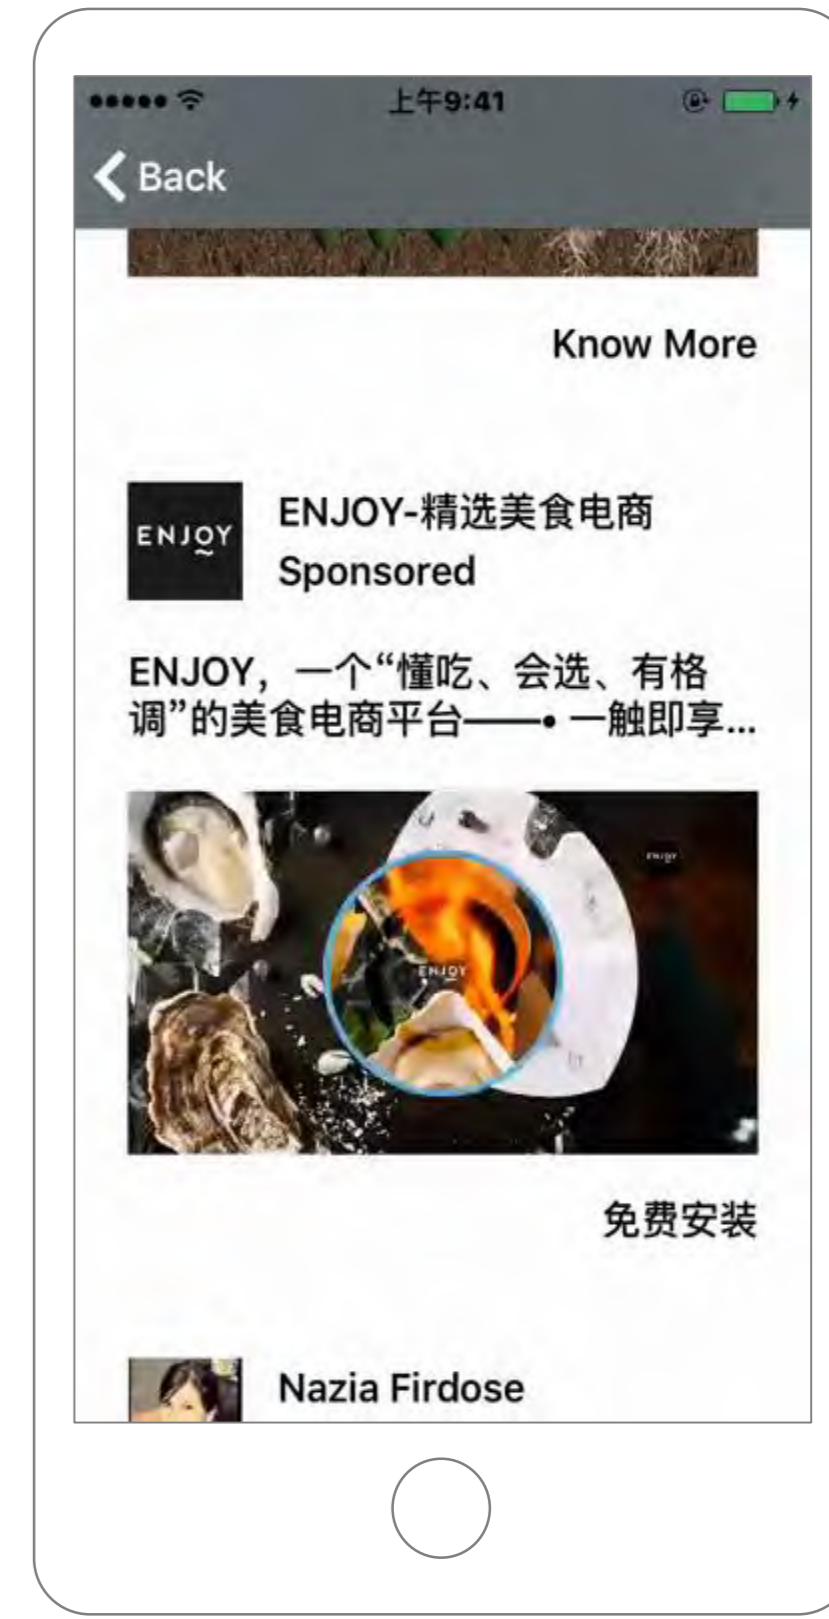 上午9:41
Back
Know More
ENJOY
ENJOY-精选美食电商
Sponsored
ENJOY，一个“懂吃、会选、有格
调”的美食电商平台——• 一触即享...
ENJOY
ENJOY
免费安装
Nazia Firdose